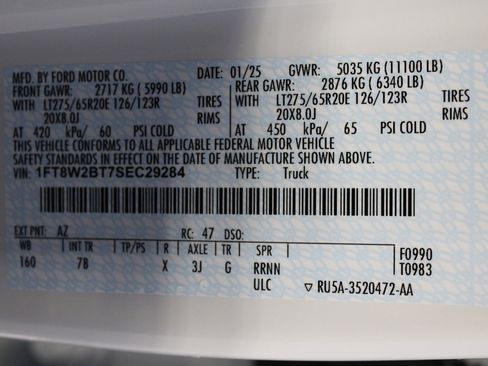 MFD. BY FORD MOTOR CO.
DATE: 01/25 GVWR: 5035 KG (11100 LB)
FRONT GAWR: 2717 KG ( 5990 LB) REAR GAWR: 2876 KG ( 6340 LB)
WITH LT275/65R20E 126/123R TIRES WITH LT275/65R20E 126/123R TIRES
20X8.0J RIMS 20X8.0J RIMS
AT 420 kPa/ 60 PSI COLD AT 450 kPa/ 65 PSI COLD
THIS VEHICLE CONFORMS TO ALL APPLICABLE FEDERAL MOTOR VEHICLE
SAFETY STANDARDS IN EFFECT ON THE DATE OF MANUFACTURE SHOWN ABOVE.
VIN: 1FT8W2BT7SEC29284 TYPE: Truck
EXT PNT: AZ RC: 47 DSO:
WB INT TR TP/PS R AXLE TR SPR F0990
160 7B X 3J G RRNN T0983
ULC ▽ RU5A-3520472-AA